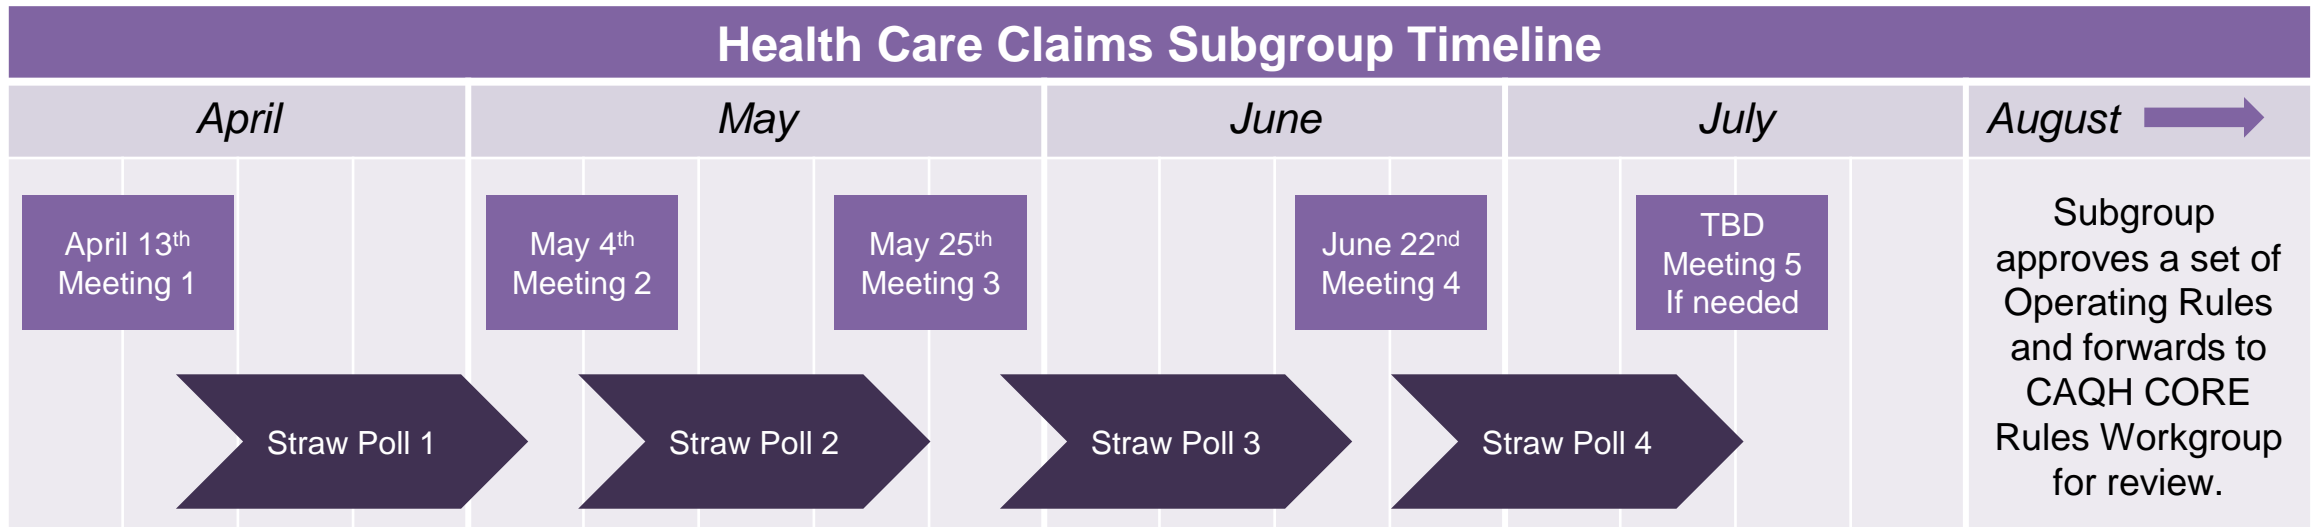 Health Care Claims Subgroup Timeline
April
May
June
July
August
April 13th
Meeting 1
May 4th
Meeting 2
May 25th
Meeting 3
June 22nd
Meeting 4
TBD
Meeting 5
If needed
Subgroup
approves a set of
Operating Rules
and forwards to
CAQH CORE
Rules Workgroup
for review.
Straw Poll 1
Straw Poll 2
Straw Poll 3
Straw Poll 4